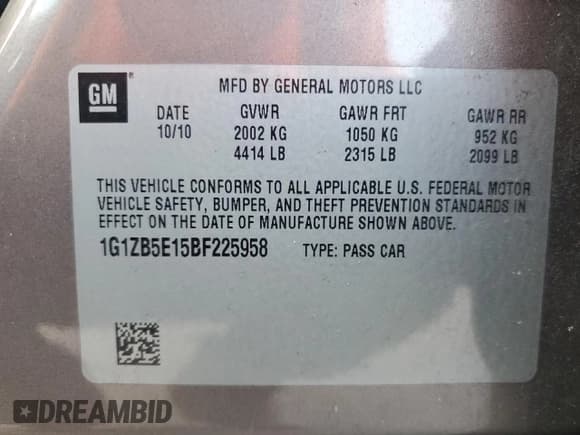 GM
MFD BY GENERAL MOTORS LLC
DATE GVWR GAWR FRT GAWR RR
10/10 2002 KG 1050 KG 952 KG
4414 LB 2315 LB 2099 LB
THIS VEHICLE CONFORMS TO ALL APPLICABLE U.S. FEDERAL MOTOR
VEHICLE SAFETY, BUMPER, AND THEFT PREVENTION STANDARDS IN
EFFECT ON THE DATE OF MANUFACTURE SHOWN ABOVE.
1G1ZB5E15BF225958 TYPE: PASS CAR
DREAMBID